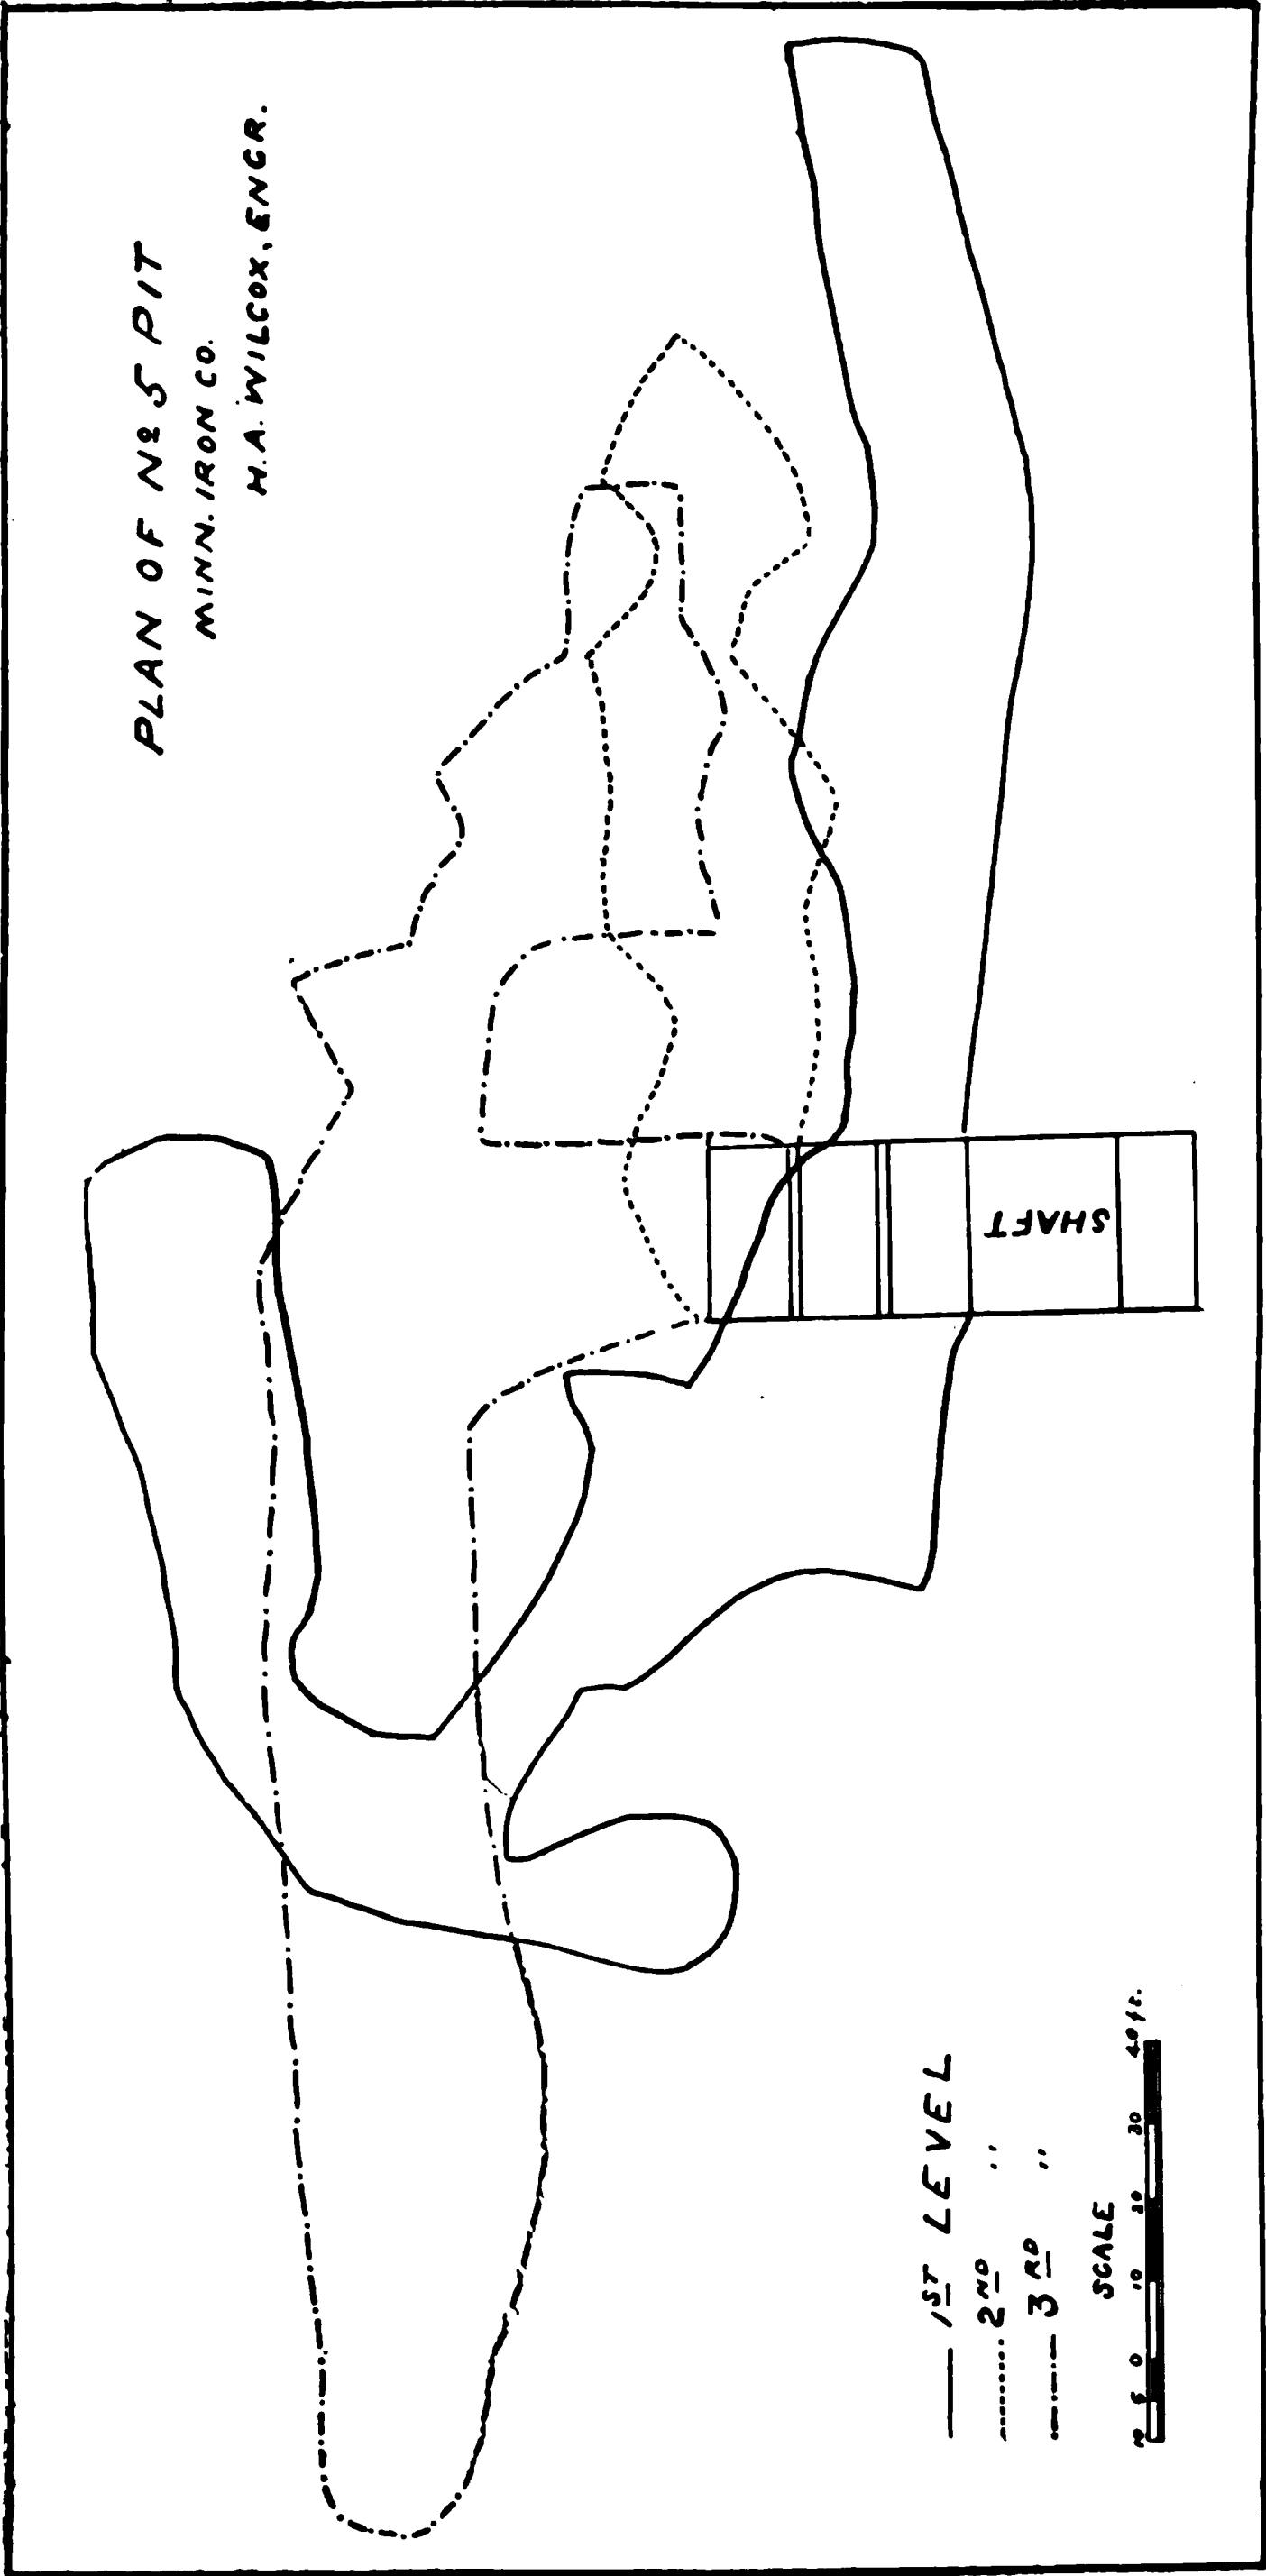 PLAN OF Nº 5 PIT
MINN. IRON CO.
H.A. WILCOX, ENGR.
SHAFT
1ST LEVEL
2ND "
3RD "
SCALE
10 5 0 10 20 30 40 ft.